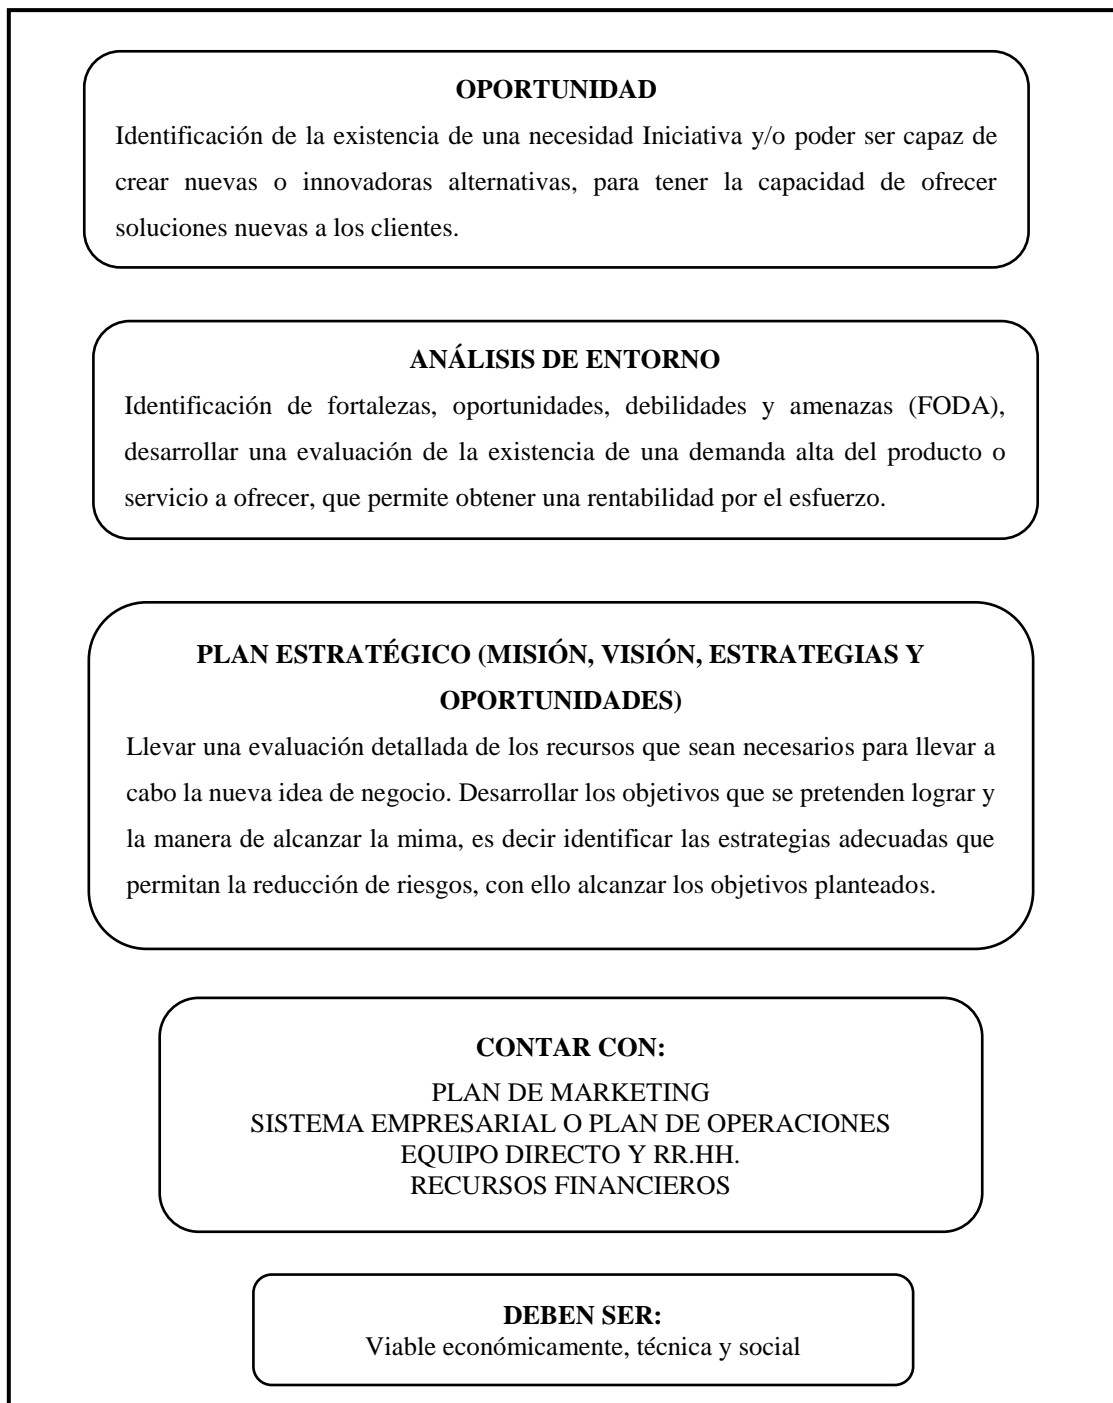 OPORTUNIDAD
Identificación de la existencia de una necesidad Iniciativa y/o poder ser capaz de
crear nuevas o innovadoras alternativas, para tener la capacidad de ofrecer
soluciones nuevas a los clientes.
ANÁLISIS DE ENTORNO
Identificación de fortalezas, oportunidades, debilidades y amenazas (FODA),
desarrollar una evaluación de la existencia de una demanda alta del producto o
servicio a ofrecer, que permite obtener una rentabilidad por el esfuerzo.
PLAN ESTRATÉGICO (MISIÓN, VISIÓN, ESTRATEGIAS Y
OPORTUNIDADES)
Llevar una evaluación detallada de los recursos que sean necesarios para llevar a
cabo la nueva idea de negocio. Desarrollar los objetivos que se pretenden lograr y
la manera de alcanzar la mima, es decir identificar las estrategias adecuadas que
permitan la reducción de riesgos, con ello alcanzar los objetivos planteados.
CONTAR CON:
PLAN DE MARKETING
SISTEMA EMPRESARIAL O PLAN DE OPERACIONES
EQUIPO DIRECTO Y RR.HH.
RECURSOS FINANCIEROS
DEBEN SER:
Viable económicamente, técnica y social